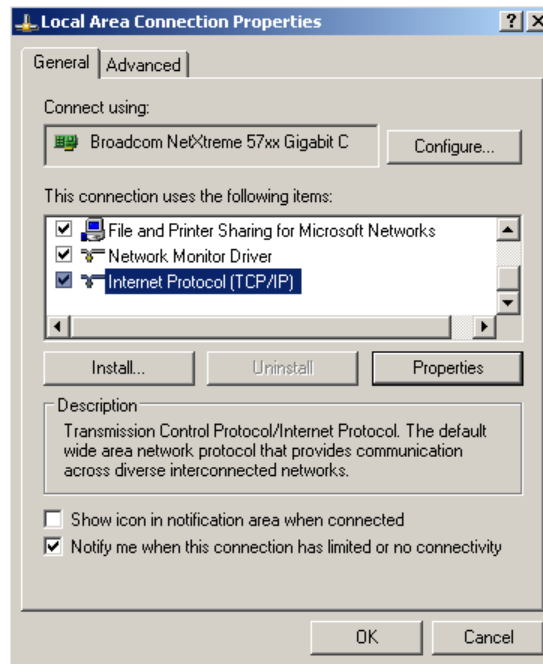 Local Area Connection Properties
General
Advanced
Connect using:
Broadcom NetXtreme 57xx Gigabit C
Configure...
This connection uses the following items:
File and Printer Sharing for Microsoft Networks
Network Monitor Driver
Internet Protocol (TCP/IP)
Install...
Uninstall
Properties
Description
Transmission Control Protocol/Internet Protocol. The default
wide area network protocol that provides communication
across diverse interconnected networks.
Show icon in notification area when connected
Notify me when this connection has limited or no connectivity
OK
Cancel